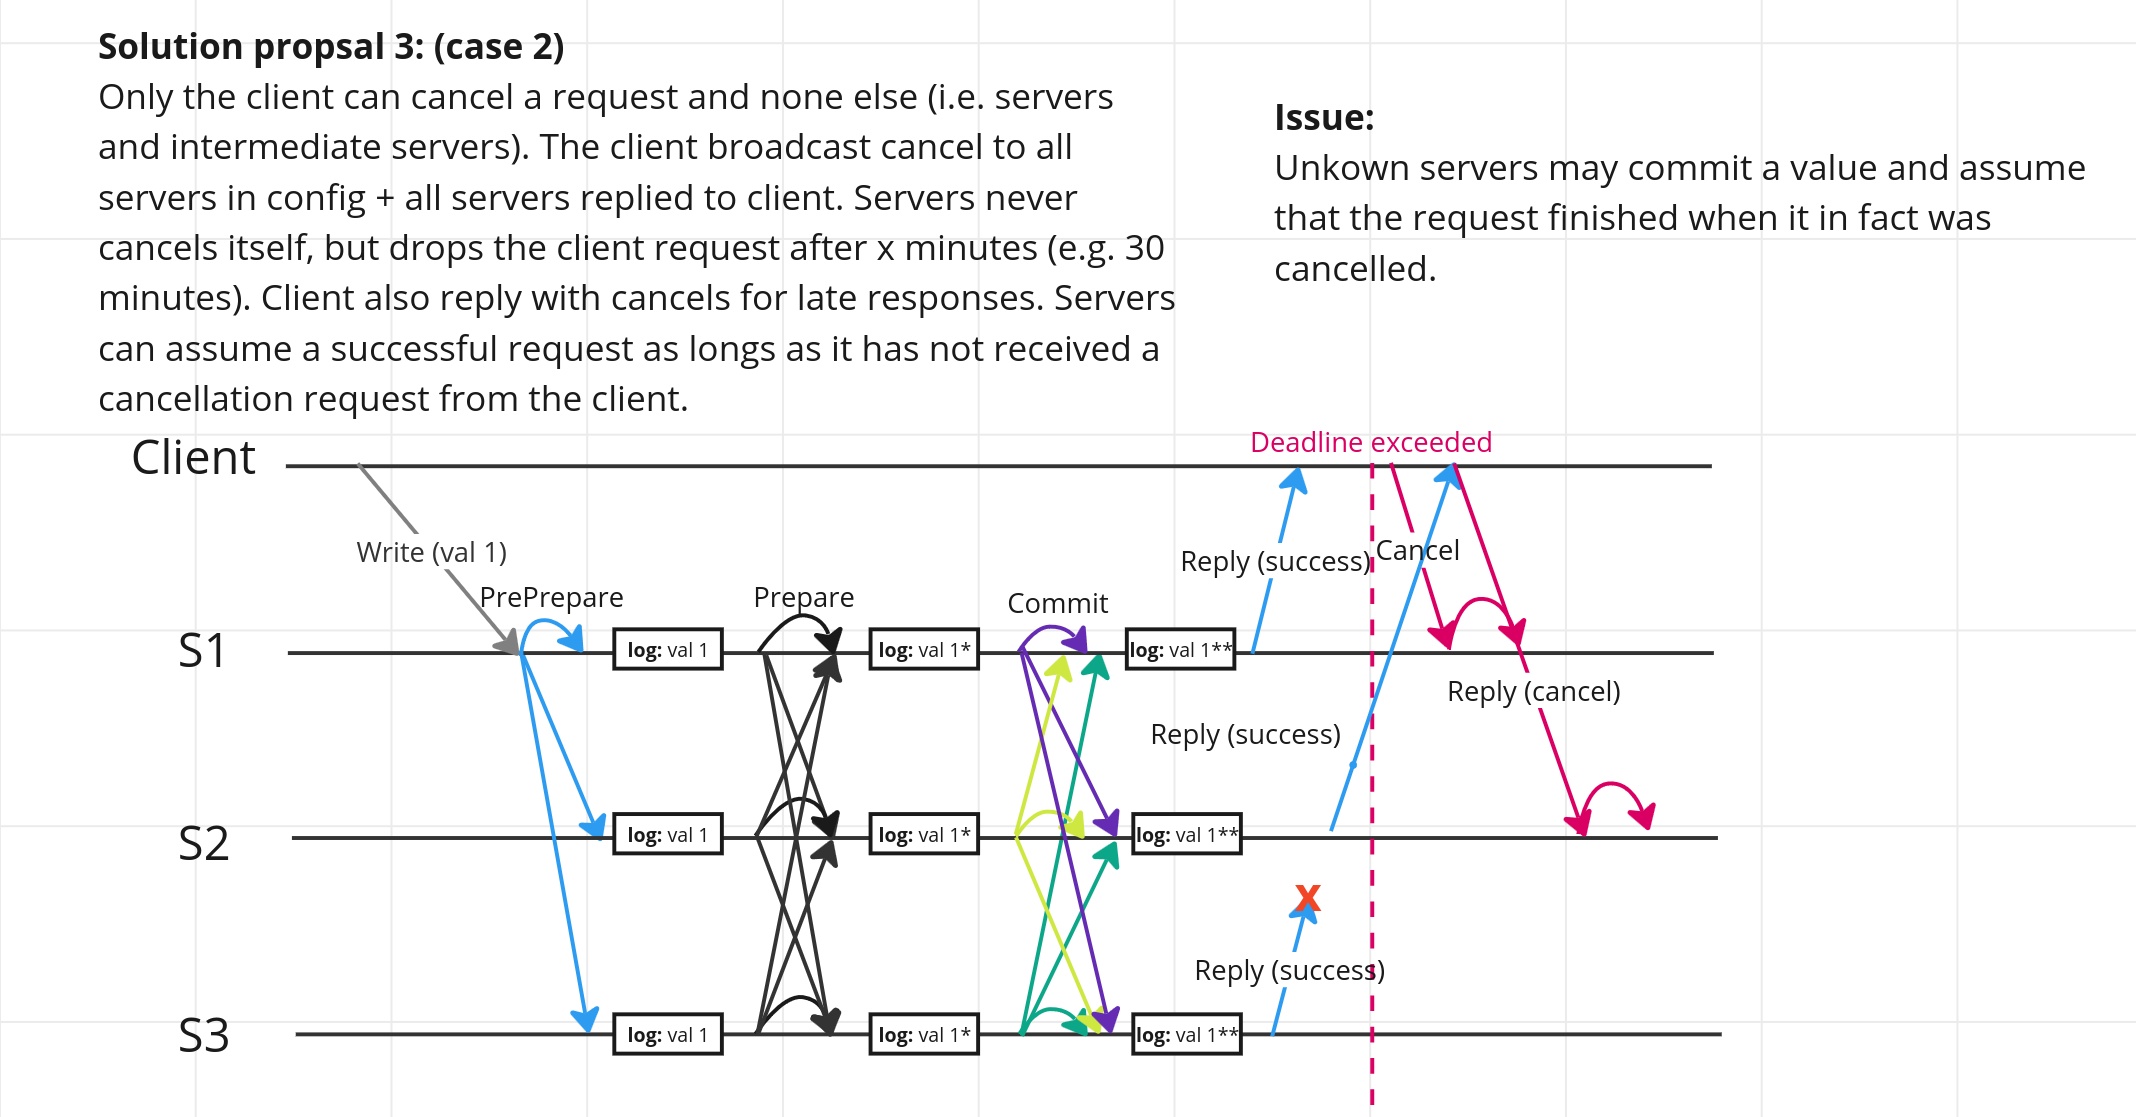 Solution propsal 3: (case 2)
Only the client can cancel a request and none else (i.e. servers
and intermediate servers). The client broadcast cancel to all
servers in config + all servers replied to client. Servers never
cancels itself, but drops the client request after x minutes (e.g. 30
minutes). Client also reply with cancels for late responses. Servers
can assume a successful request as longs as it has not received a
cancellation request from the client.
Issue:
Unkown servers may commit a value and assume
that the request finished when it in fact was
cancelled.
Deadline exceeded
Client
Write (val 1)
Reply (success)
Cancel
PrePrepare
Prepare
Commit
S1
log: val 1
log: val 1*
log: val 1**
Reply (cancel)
Reply (success)
S2
log: val 1
log: val 1*
log: val 1**
X
Reply (success)
S3
log: val 1
log: val 1*
log: val 1**